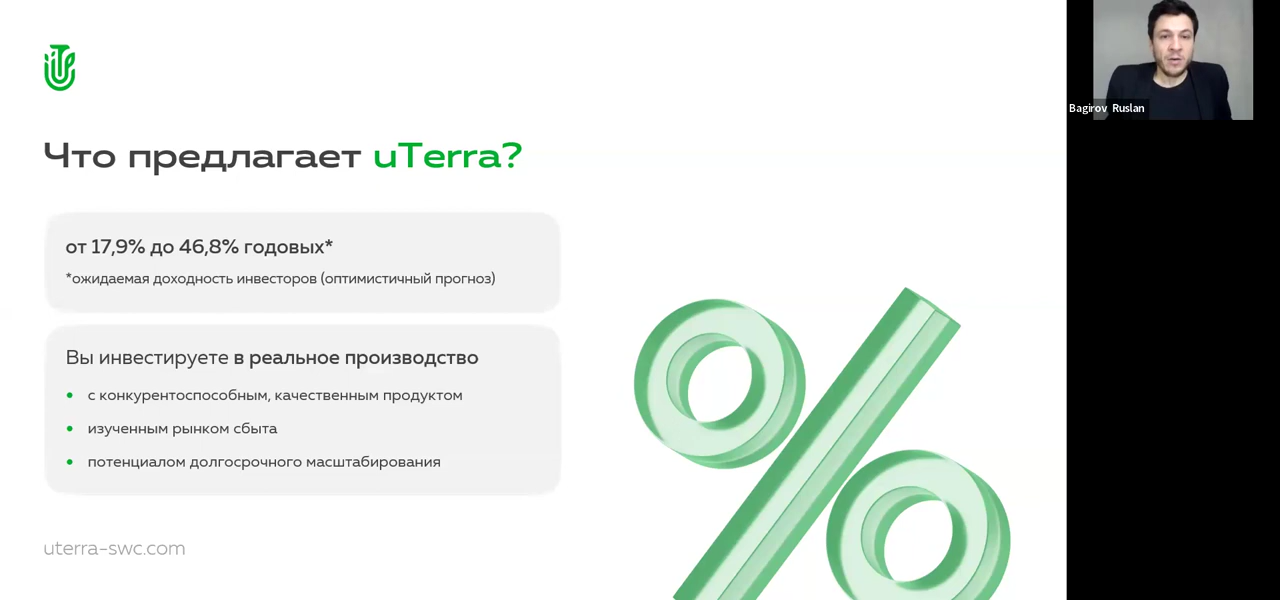 Что предлагает uTerra?
от 17,9% до 46,8% годовых*
*ожидаемая доходность инвесторов (оптимистичный прогноз)
Вы инвестируете в реальное производство
• с конкурентоспособным, качественным продуктом
• изученным рынком сбыта
• потенциалом долгосрочного масштабирования
uterra-swc.com
Bagirov Ruslan